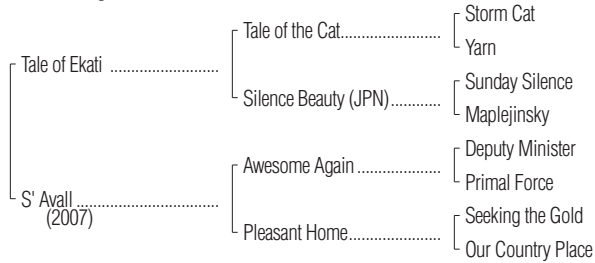 Storm Cat
Tale of the Cat..................
Yarn
Tale of Ekati ........................
Sunday Silence
Silence Beauty (JPN)............
Maplejinsky
Deputy Minister
Awesome Again ..................
Primal Force
S' Avall ................................
(2007)
Seeking the Gold
Pleasant Home....................
Our Country Place